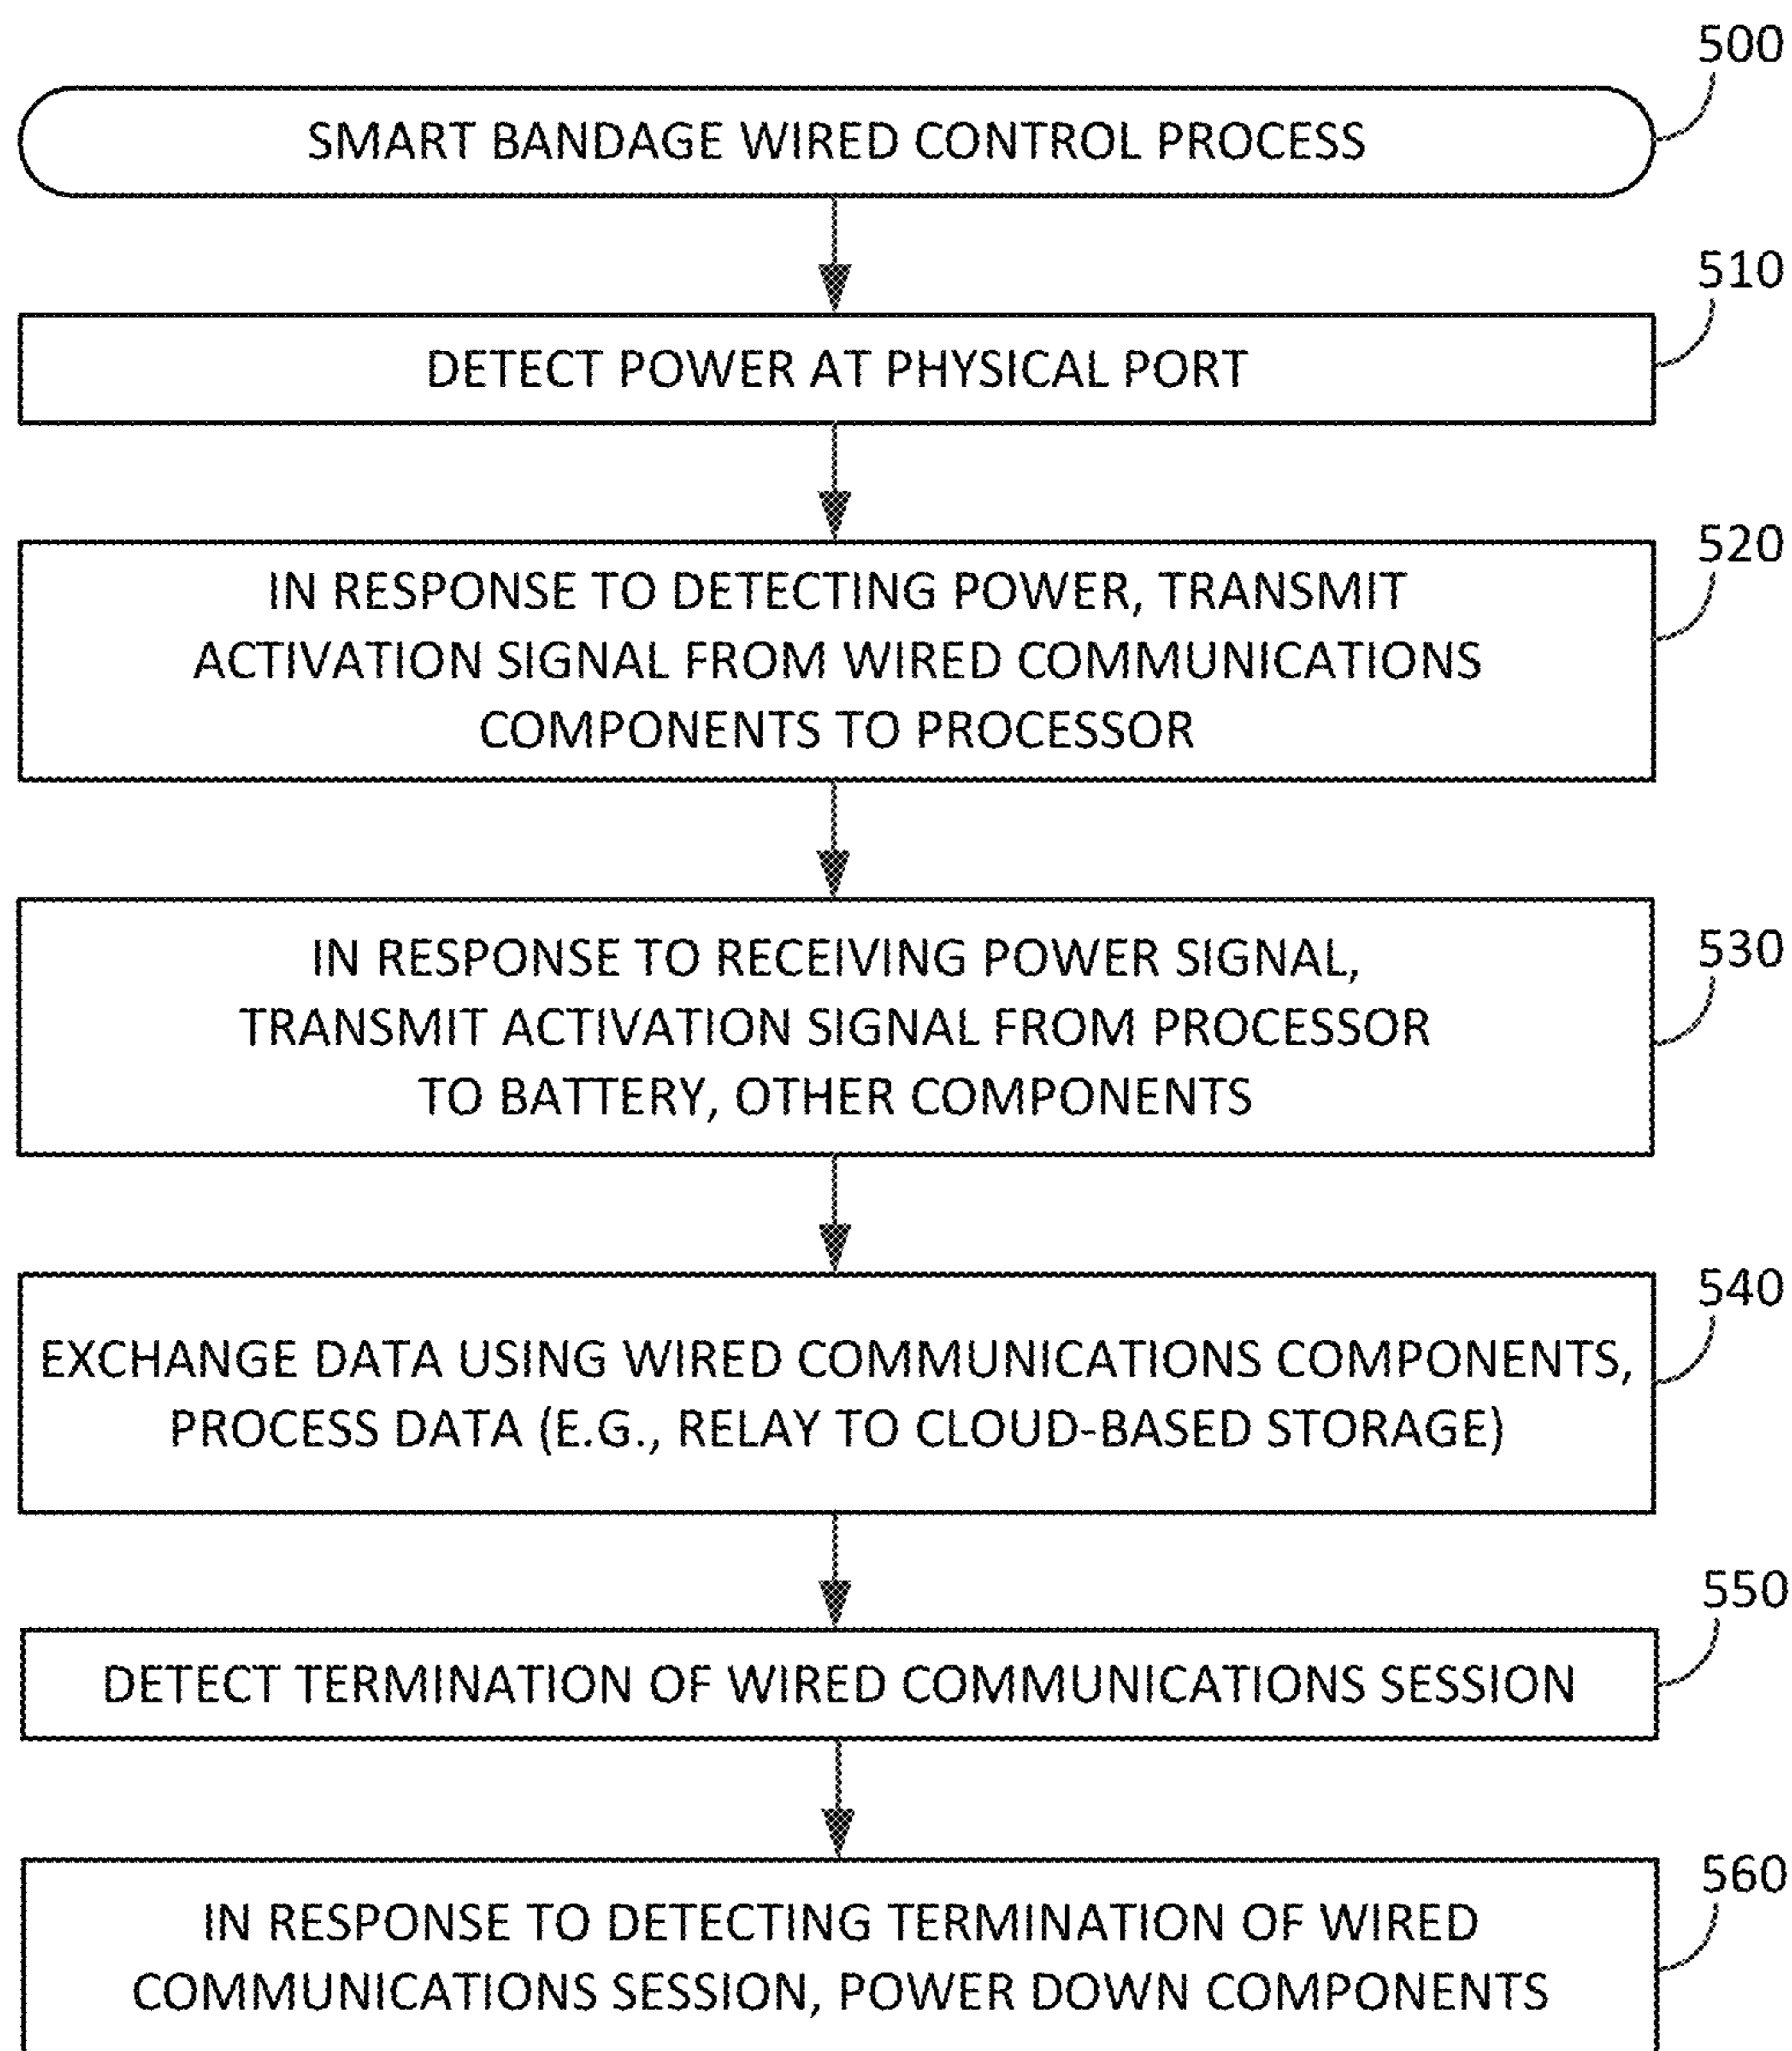 500
SMART BANDAGE WIRED CONTROL PROCESS
510
DETECT POWER AT PHYSICAL PORT
520
IN RESPONSE TO DETECTING POWER, TRANSMIT
ACTIVATION SIGNAL FROM WIRED COMMUNICATIONS
COMPONENTS TO PROCESSOR
530
IN RESPONSE TO RECEIVING POWER SIGNAL,
TRANSMIT ACTIVATION SIGNAL FROM PROCESSOR
TO BATTERY, OTHER COMPONENTS
540
EXCHANGE DATA USING WIRED COMMUNICATIONS COMPONENTS,
PROCESS DATA (E.G., RELAY TO CLOUD-BASED STORAGE)
550
DETECT TERMINATION OF WIRED COMMUNICATIONS SESSION
560
IN RESPONSE TO DETECTING TERMINATION OF WIRED
COMMUNICATIONS SESSION, POWER DOWN COMPONENTS